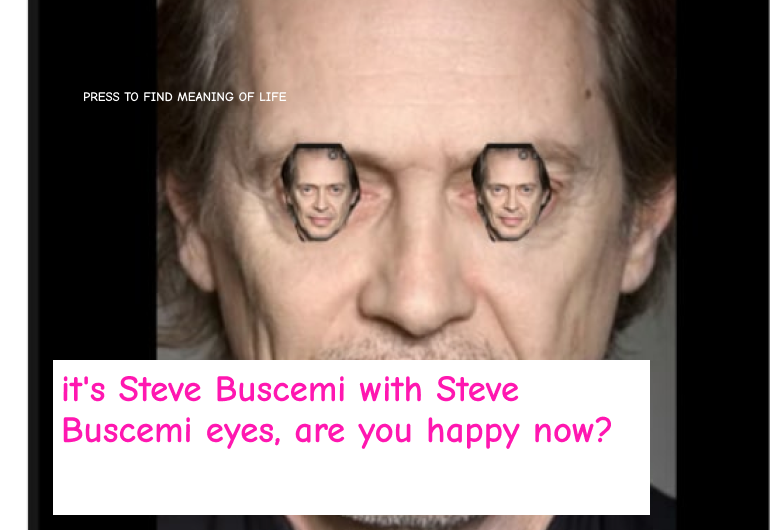 PRESS TO FIND MEANING OF LIFE
it's Steve Buscemi with Steve
Buscemi eyes, are you happy now?